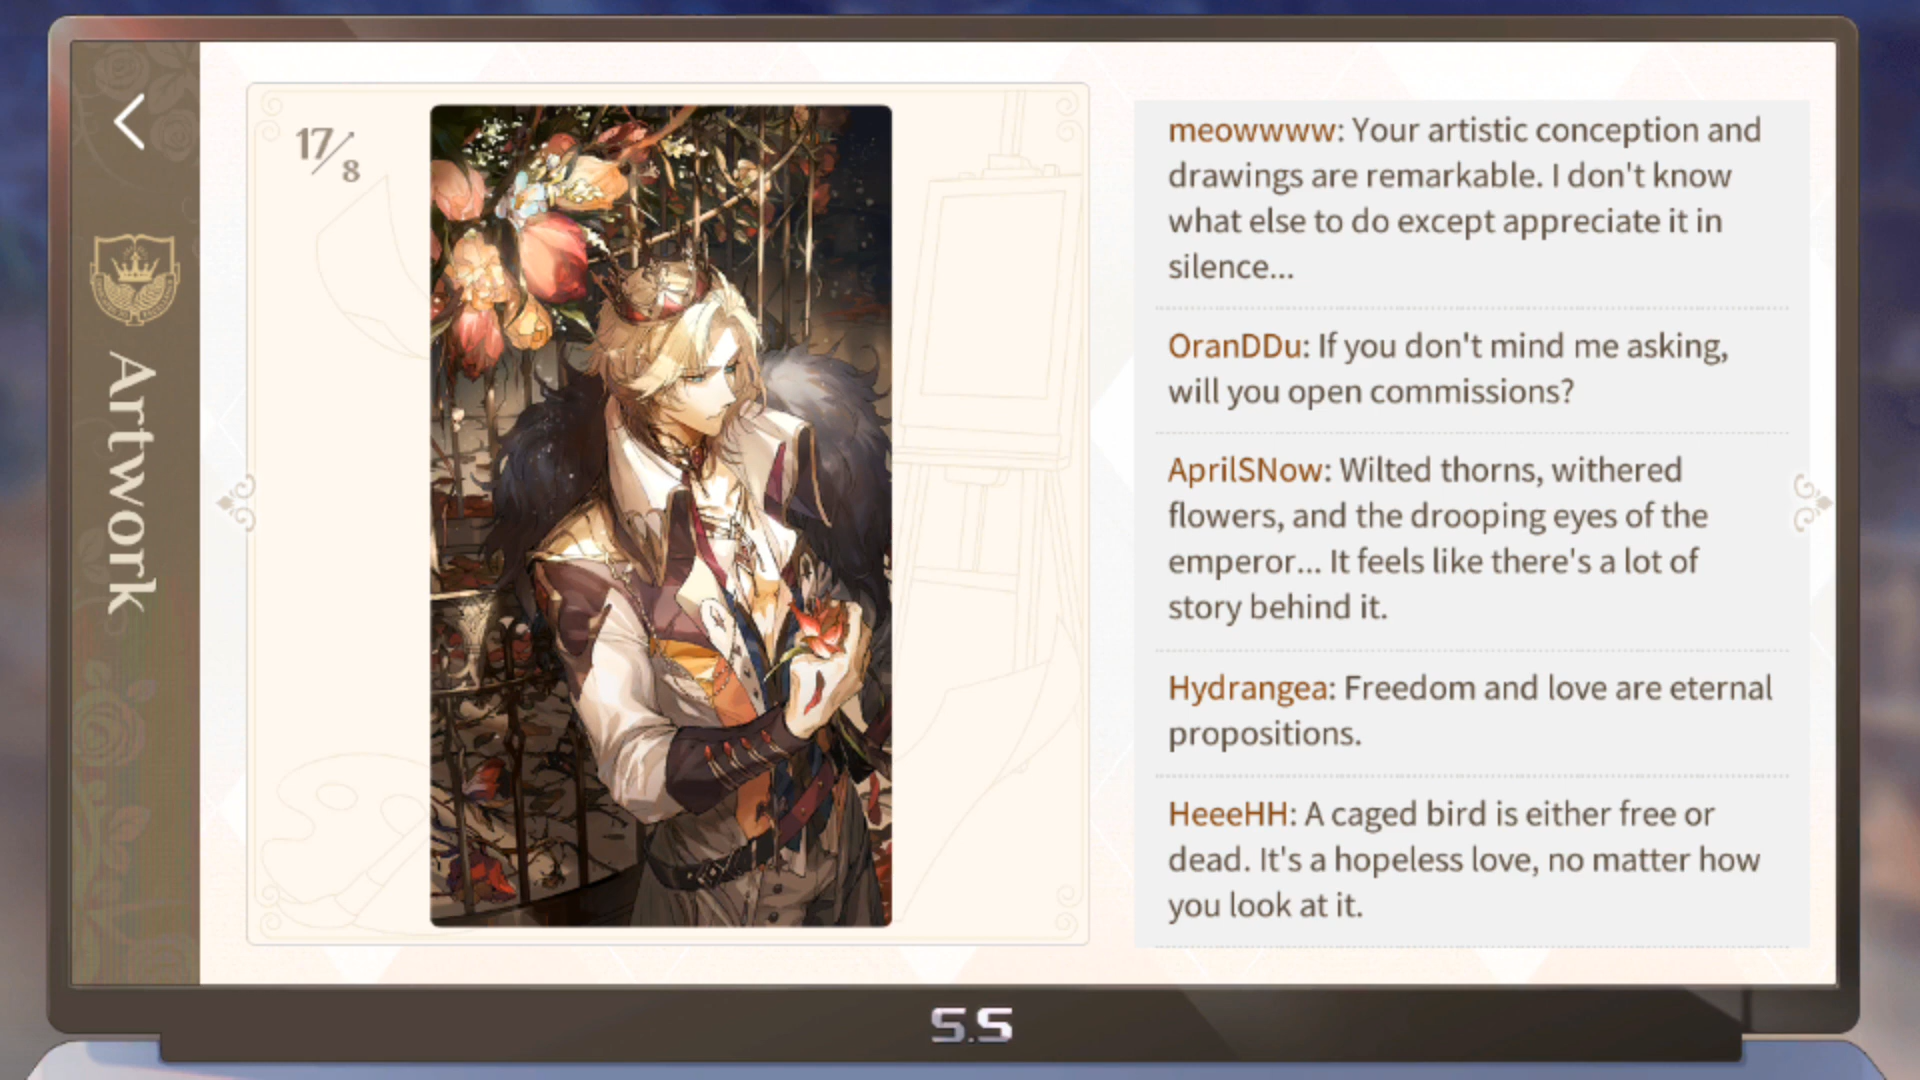 17/8
Artwork
meowwww: Your artistic conception and
drawings are remarkable. I don't know
what else to do except appreciate it in
silence...
OranDDu: If you don't mind me asking,
will you open commissions?
AprilSNow: Wilted thorns, withered
flowers, and the drooping eyes of the
emperor... It feels like there's a lot of
story behind it.
Hydrangea: Freedom and love are eternal
propositions.
HeeeHH: A caged bird is either free or
dead. It's a hopeless love, no matter how
you look at it.
S.S